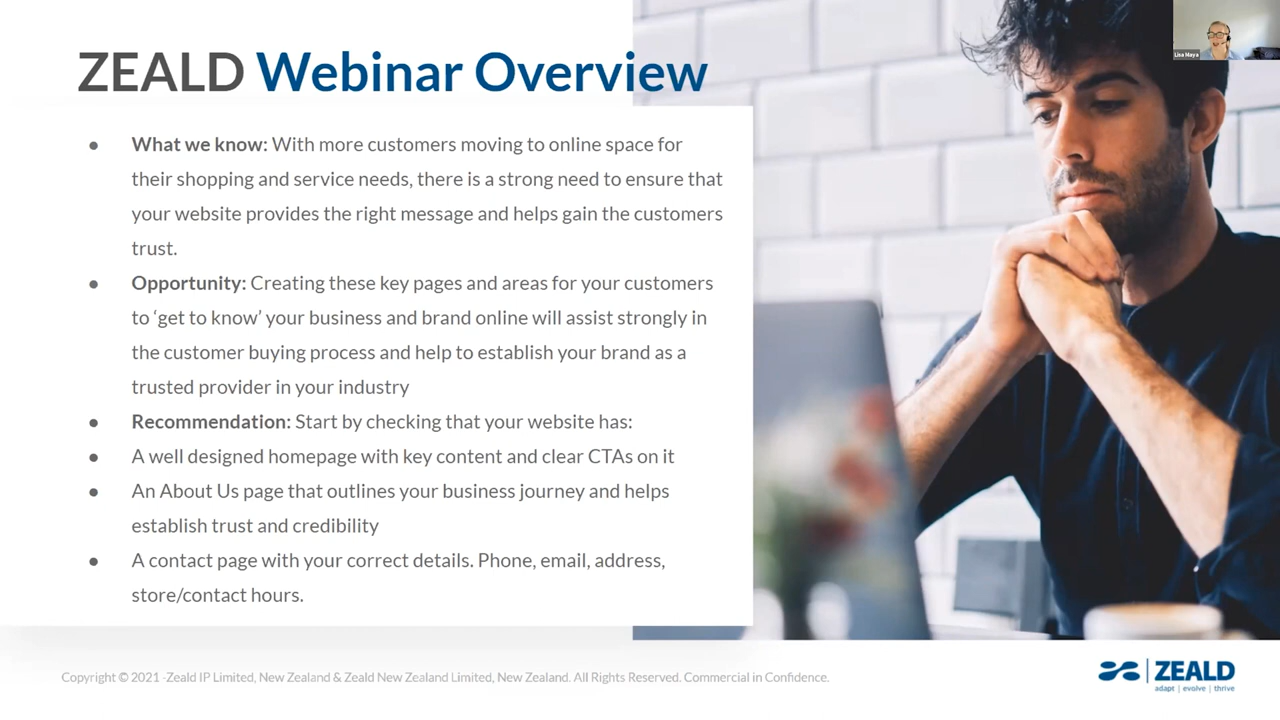 ZEALD Webinar Overview
Lisa Maya
● What we know: With more customers moving to online space for
their shopping and service needs, there is a strong need to ensure that
your website provides the right message and helps gain the customers
trust.
● Opportunity: Creating these key pages and areas for your customers
to ‘get to know’ your business and brand online will assist strongly in
the customer buying process and help to establish your brand as a
trusted provider in your industry
● Recommendation: Start by checking that your website has:
● A well designed homepage with key content and clear CTAs on it
● An About Us page that outlines your business journey and helps
establish trust and credibility
● A contact page with your correct details. Phone, email, address,
store/contact hours.
Copyright © 2021 -Zeald IP Limited, New Zealand & Zeald New Zealand Limited, New Zealand. All Rights Reserved. Commercial in Confidence.
ZEALD
adapt | evolve | thrive